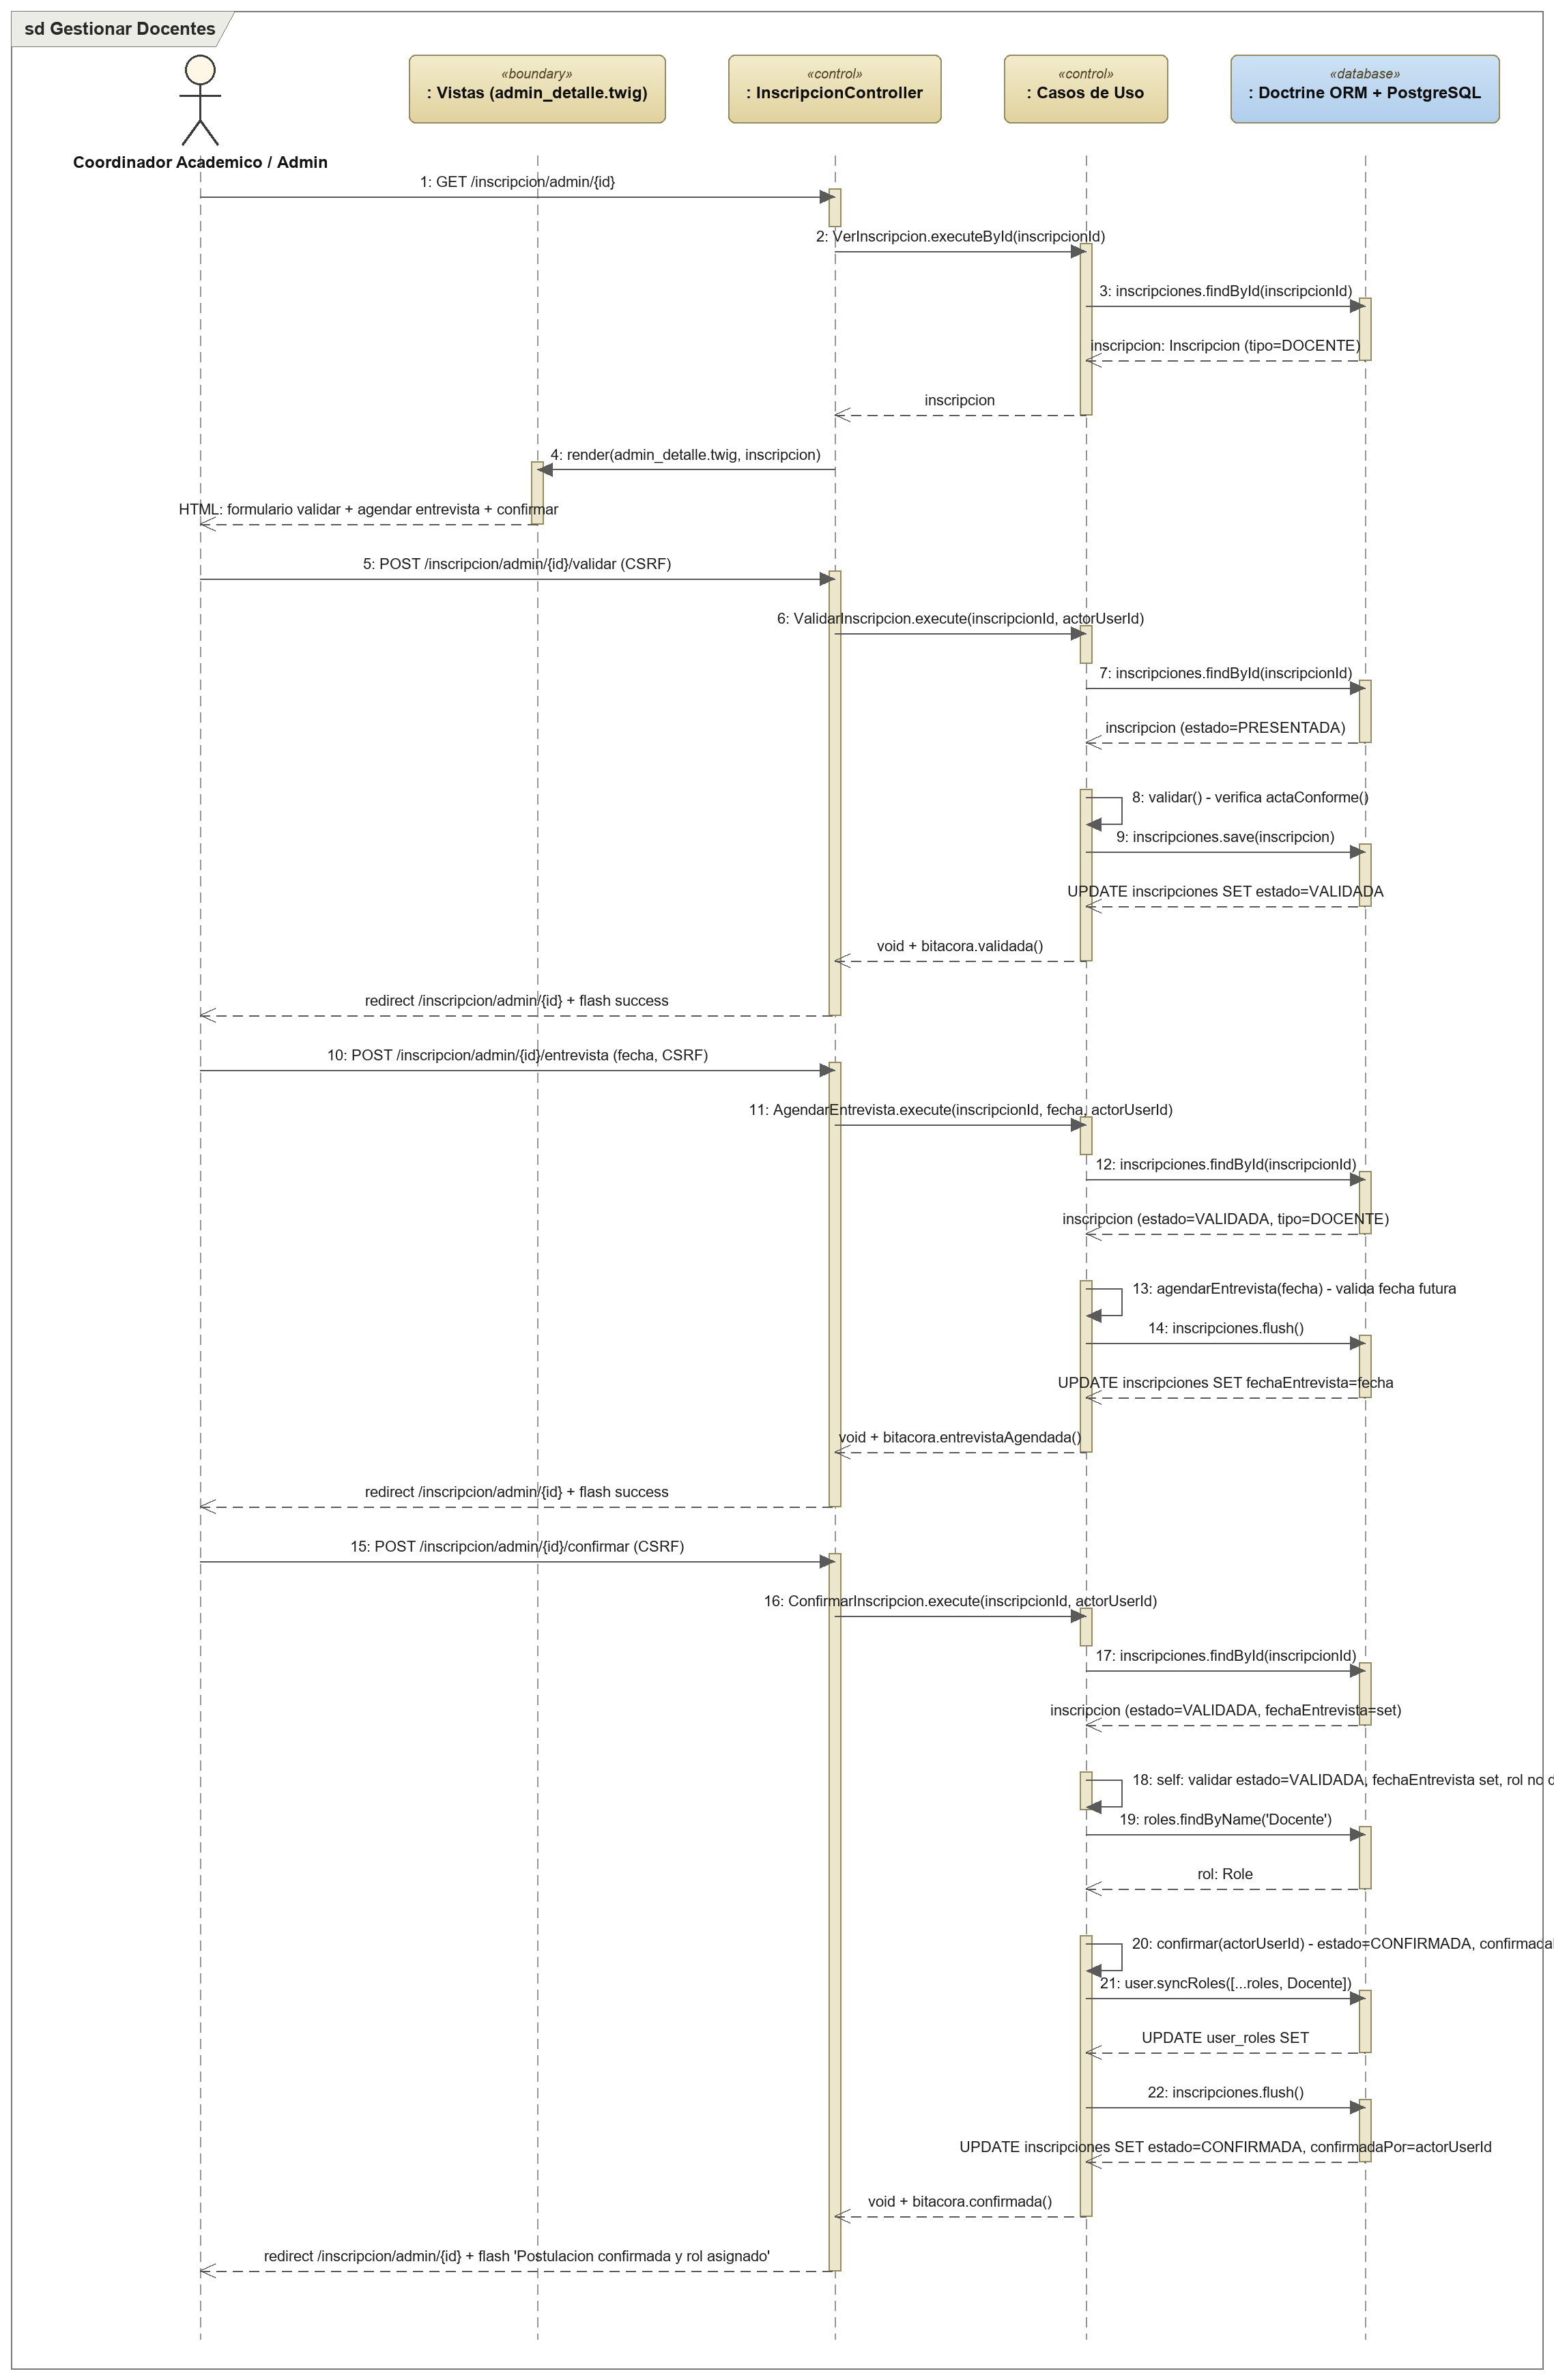 sd Gestionar Docentes
«boundary»
: Vistas (admin_detalle.twig)
«control»
: InscripcionController
«control»
: Casos de Uso
«database»
: Doctrine ORM + PostgreSQL
Coordinador Academico / Admin
1: GET /inscripcion/admin/{id}
2: VerInscripcion.executeById(inscripcionId)
3: inscripciones.findById(inscripcionId)
inscripcion: Inscripcion (tipo=DOCENTE)
inscripcion
4: render(admin_detalle.twig, inscripcion)
HTML: formulario validar + agendar entrevista + confirmar
5: POST /inscripcion/admin/{id}/validar (CSRF)
6: ValidarInscripcion.execute(inscripcionId, actorUserId)
7: inscripciones.findById(inscripcionId)
inscripcion (estado=PRESENTADA)
8: validar() - verifica actaConforme()
9: inscripciones.save(inscripcion)
UPDATE inscripciones SET estado=VALIDADA
void + bitacora.validada()
redirect /inscripcion/admin/{id} + flash success
10: POST /inscripcion/admin/{id}/entrevista (fecha, CSRF)
11: AgendarEntrevista.execute(inscripcionId, fecha, actorUserId)
12: inscripciones.findById(inscripcionId)
inscripcion (estado=VALIDADA, tipo=DOCENTE)
13: agendarEntrevista(fecha) - valida fecha futura
14: inscripciones.flush()
UPDATE inscripciones SET fechaEntrevista=fecha
void + bitacora.entrevistaAgendada()
redirect /inscripcion/admin/{id} + flash success
15: POST /inscripcion/admin/{id}/confirmar (CSRF)
16: ConfirmarInscripcion.execute(inscripcionId, actorUserId)
17: inscripciones.findById(inscripcionId)
inscripcion (estado=VALIDADA, fechaEntrevista=set)
18: self: validar estado=VALIDADA, fechaEntrevista set, rol no
19: roles.findByName('Docente')
rol: Role
20: confirmar(actorUserId) - estado=CONFIRMADA,
21: user.syncRoles([...roles, Docente])
UPDATE user_roles SET
22: inscripciones.flush()
UPDATE inscripciones SET estado=CONFIRMADA, confirmadaPor=actorUserId
void + bitacora.confirmada()
redirect /inscripcion/admin/{id} + flash 'Postulacion confirmada y rol asignado'